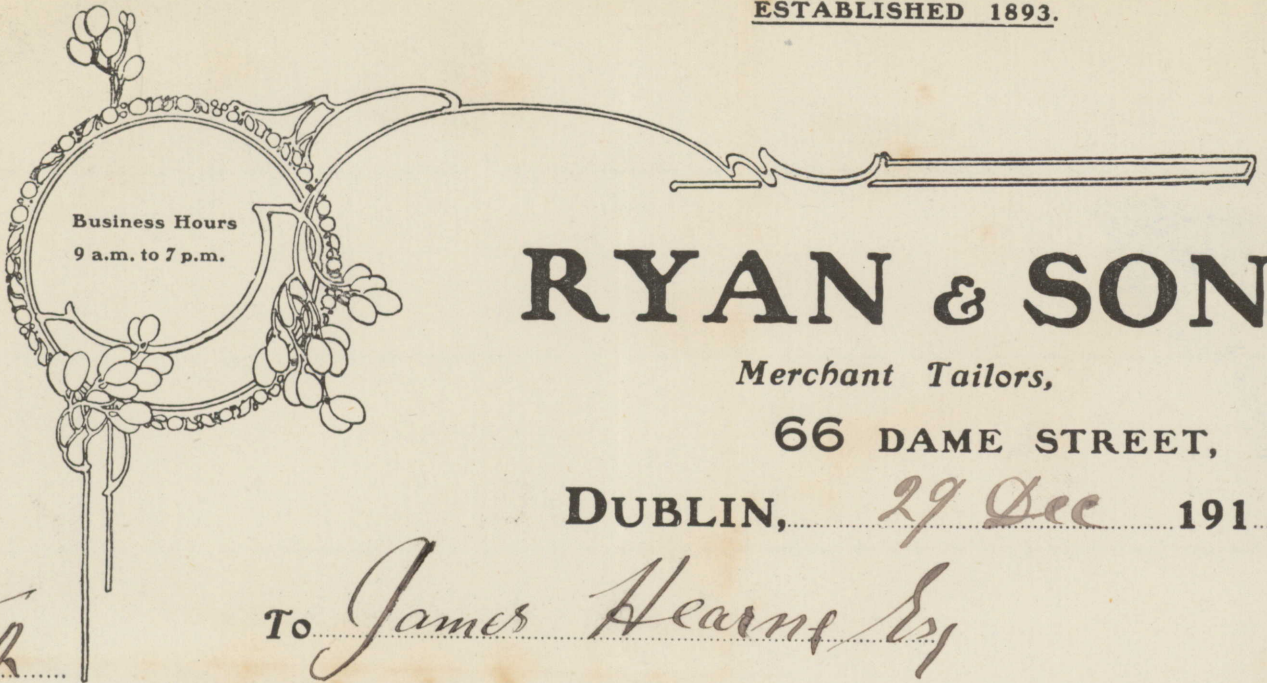 ESTABLISHED 1893.
Business Hours
9 a.m. to 7 p.m.
RYAN & SON
Merchant Tailors,
66 DAME STREET,
DUBLIN, 29 Dec 191
To James Hearne Esq